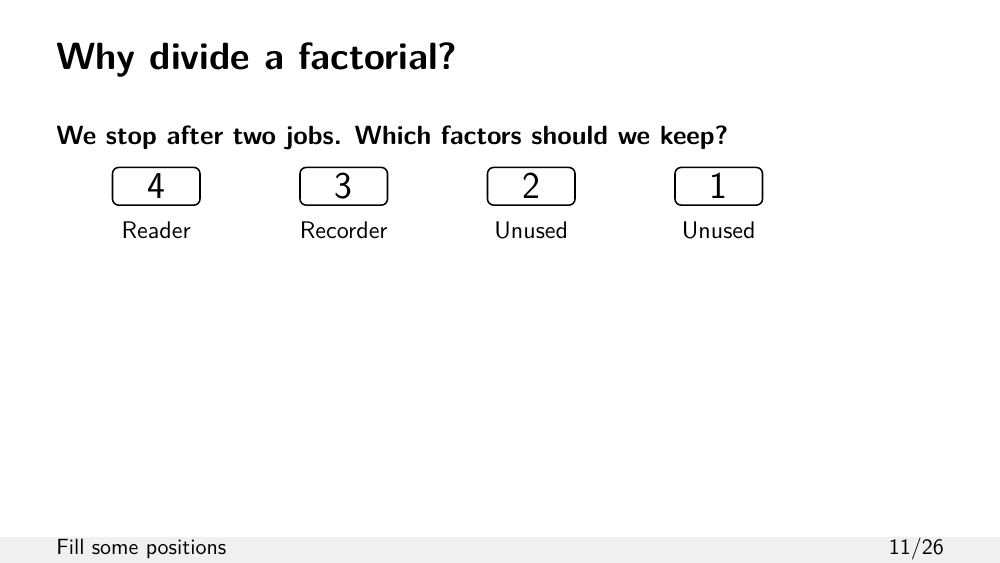 Why divide a factorial?
We stop after two jobs. Which factors should we keep?
4 3 2 1
Reader Recorder Unused Unused
Fill some positions 11/26